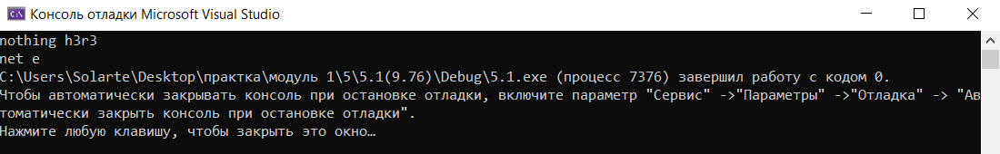 Консоль отладки Microsoft Visual Studio
nothing h3r3
net e
C:\Users\Solarte\Desktop\практка\модуль 1\5\5.1(9.76)\Debug\5.1.exe (процесс 7376) завершил работу с кодом 0.
Чтобы автоматически закрывать консоль при остановке отладки, включите параметр "Сервис" ->"Параметры" ->"Отладка" -> "Ав
томатически закрыть консоль при остановке отладки".
Нажмите любую клавишу, чтобы закрыть это окно…